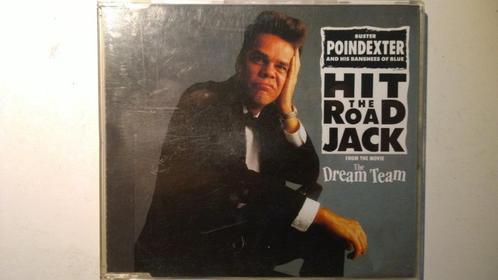 BUSTER
POINDEXTER
AND HIS BANSHEES OF BLUE
HIT
THE
ROAD
JACK
FROM THE MOVIE
The
Dream Team